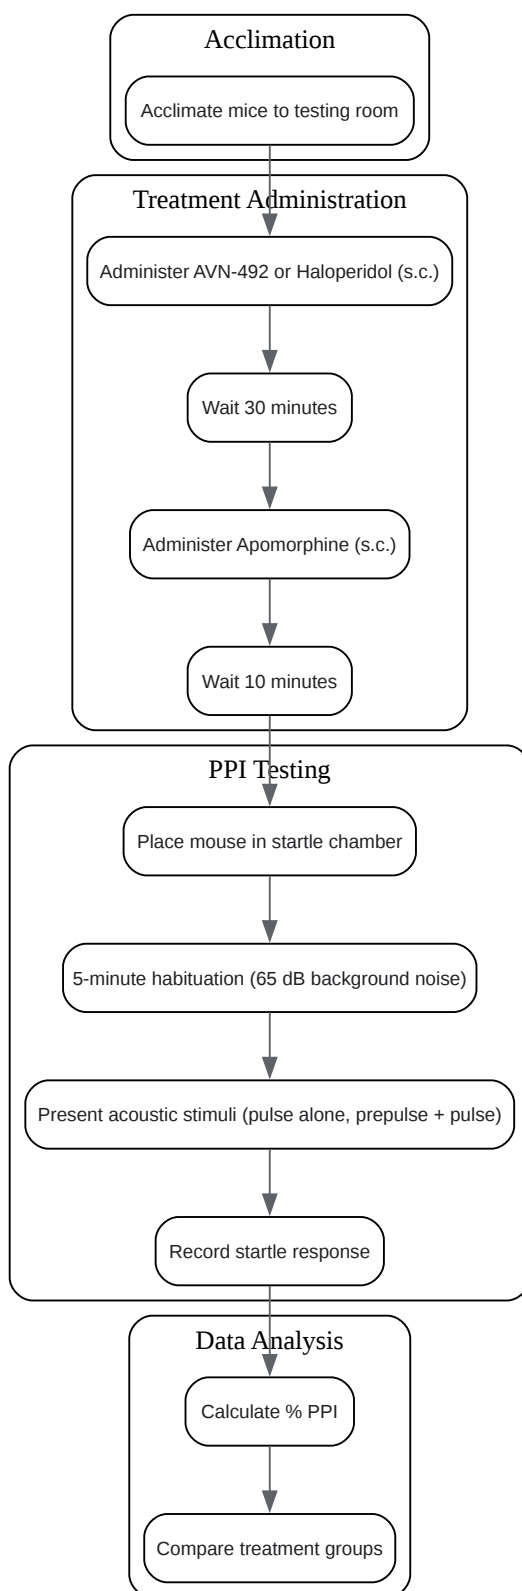 Acclimation
Acclimate mice to testing room
Treatment Administration
Administer AVN-492 or Haloperidol (s.c.)
Wait 30 minutes
Administer Apomorphine (s.c.)
Wait 10 minutes
PPI Testing
Place mouse in startle chamber
5-minute habituation (65 dB background noise)
Present acoustic stimuli (pulse alone, prepulse + pulse)
Record startle response
Data Analysis
Calculate % PPI
Compare treatment groups